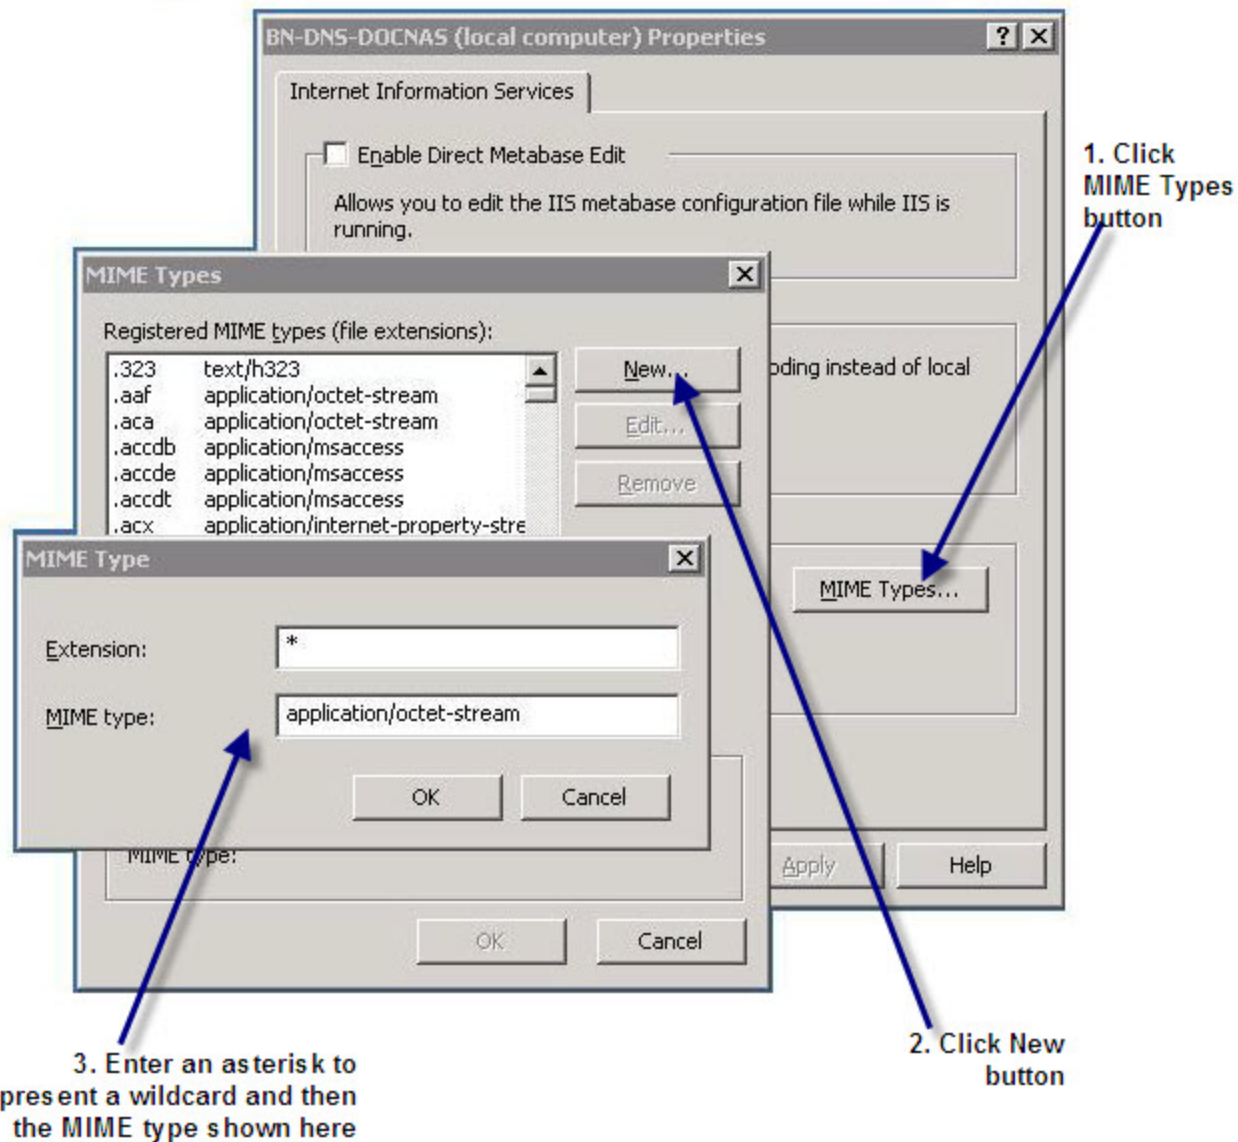 BN-DNS-DOCNAS (local computer) Properties
Internet Information Services
Enable Direct Metabase Edit
Allows you to edit the IIS metabase configuration file while IIS is
running.
1. Click
MIME Types
button
MIME Types
Registered MIME types (file extensions):
.323 text/h323
.aaf application/octet-stream
.aca application/octet-stream
.accdb application/msaccess
.accde application/msaccess
.accdt application/msaccess
.acx application/internet-property-stre
New...
Edit...
Remove
oding instead of local
MIME Types...
MIME Type
Extension: *
MIME type: application/octet-stream
OK Cancel
MIME type:
Apply Help
OK Cancel
2. Click New
button
3. Enter an asterisk to
present a wildcard and then
the MIME type shown here